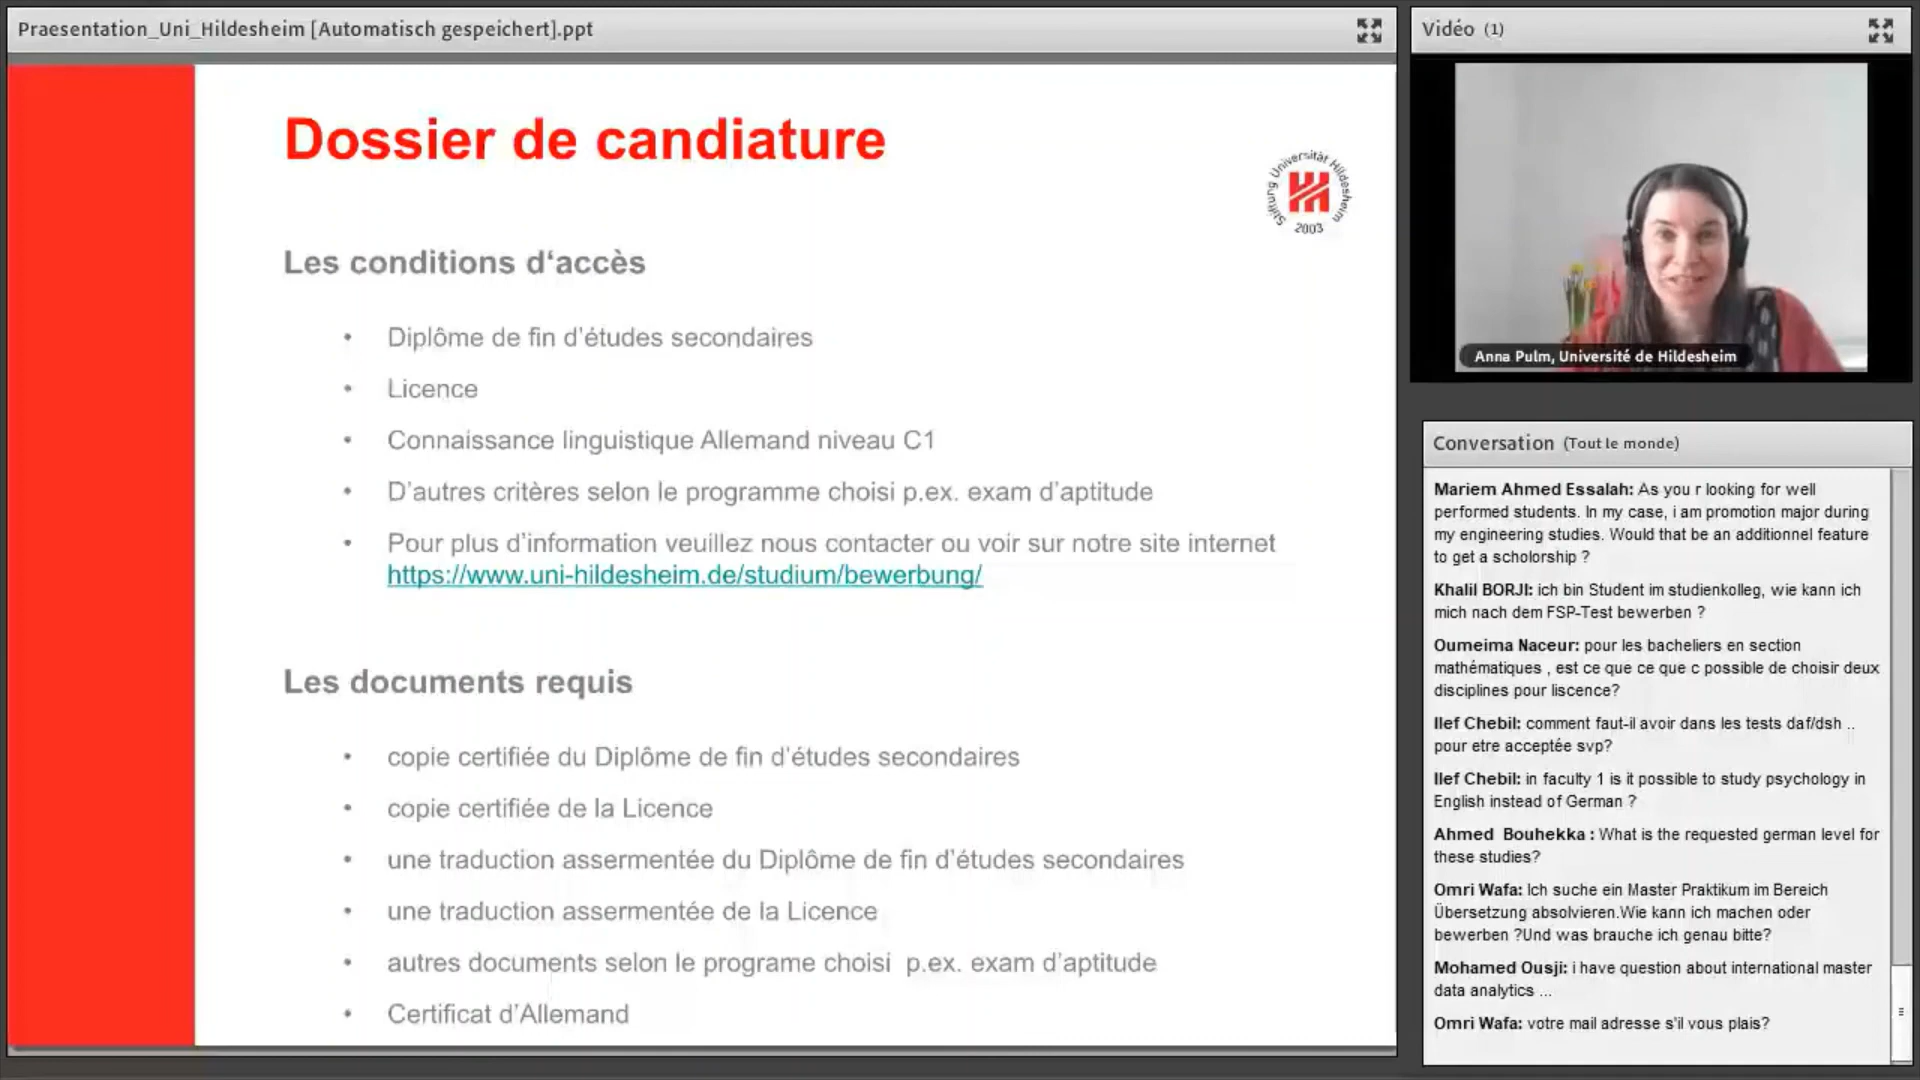 Praesentation_Uni_Hildesheim [Automatisch gespeichert].ppt
Dossier de candiature
Stiftung Universität Hildesheim
2003
Les conditions d‘accès
• Diplôme de fin d’études secondaires
• Licence
• Connaissance linguistique Allemand niveau C1
• D’autres critères selon le programme choisi p.ex. exam d’aptitude
• Pour plus d’information veuillez nous contacter ou voir sur notre site internet
https://www.uni-hildesheim.de/studium/bewerbung/
Les documents requis
• copie certifiée du Diplôme de fin d’études secondaires
• copie certifiée de la Licence
• une traduction assermentée du Diplôme de fin d’études secondaires
• une traduction assermentée de la Licence
• autres documents selon le programe choisi p.ex. exam d’aptitude
• Certificat d’Allemand
Vidéo (1)
Anna Pulm, Université de Hildesheim
Conversation (Tout le monde)
Mariem Ahmed Essalah: As you r looking for well
performed students. In my case, i am promotion major during
my engineering studies. Would that be an additionnel feature
to get a scholorship ?
Khalil BORJI: ich bin Student im studienkolleg, wie kann ich
mich nach dem FSP-Test bewerben ?
Oumeima Naceur: pour les bacheliers en section
mathématiques , est ce que ce que c possible de choisir deux
disciplines pour liscence?
Ilef Chebil: comment faut-il avoir dans les tests daf/dsh ..
pour etre acceptée svp?
Ilef Chebil: in faculty 1 is it possible to study psychology in
English instead of German ?
Ahmed Bouhekka : What is the requested german level for
these studies?
Omri Wafa: Ich suche ein Master Praktikum im Bereich
Übersetzung absolvieren.Wie kann ich machen oder
bewerben ?Und was brauche ich genau bitte?
Mohamed Ousji: i have question about international master
data analytics ...
Omri Wafa: votre mail adresse s'il vous plais?